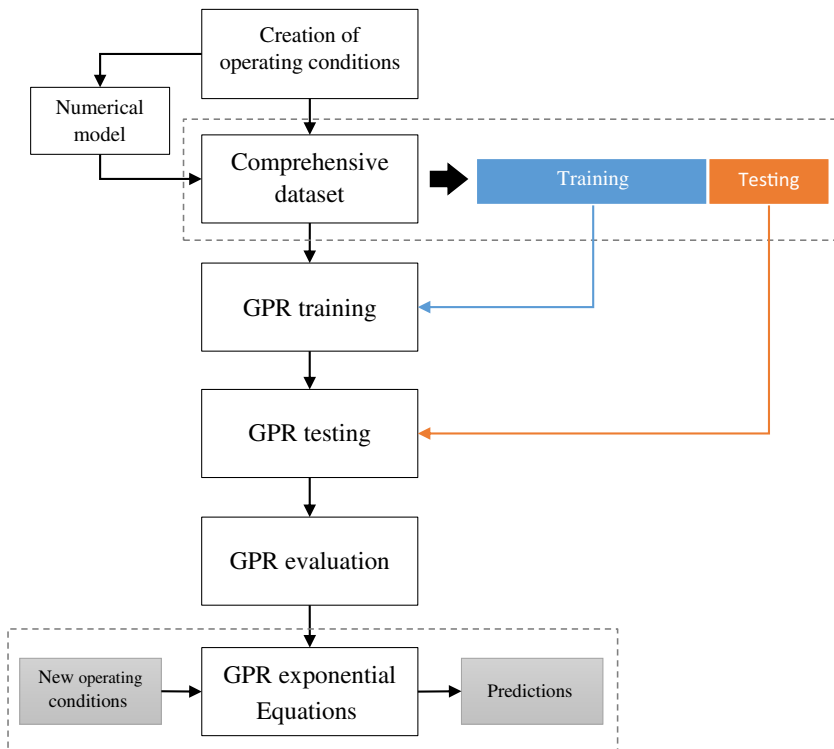 Creation of
operating conditions
Numerical
model
Comprehensive
dataset
Training
Testing
GPR training
GPR testing
GPR evaluation
New operating
conditions
GPR exponential
Equations
Predictions